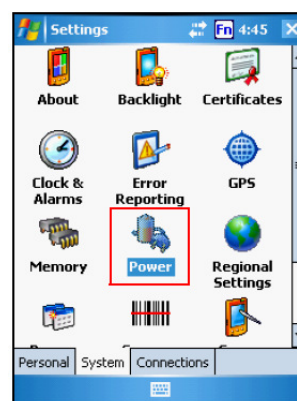 Settings Fn 4:45
About Backlight Certificates
Clock & Error GPS
Alarms Reporting
Memory Power Regional
Settings
Personal System Connections